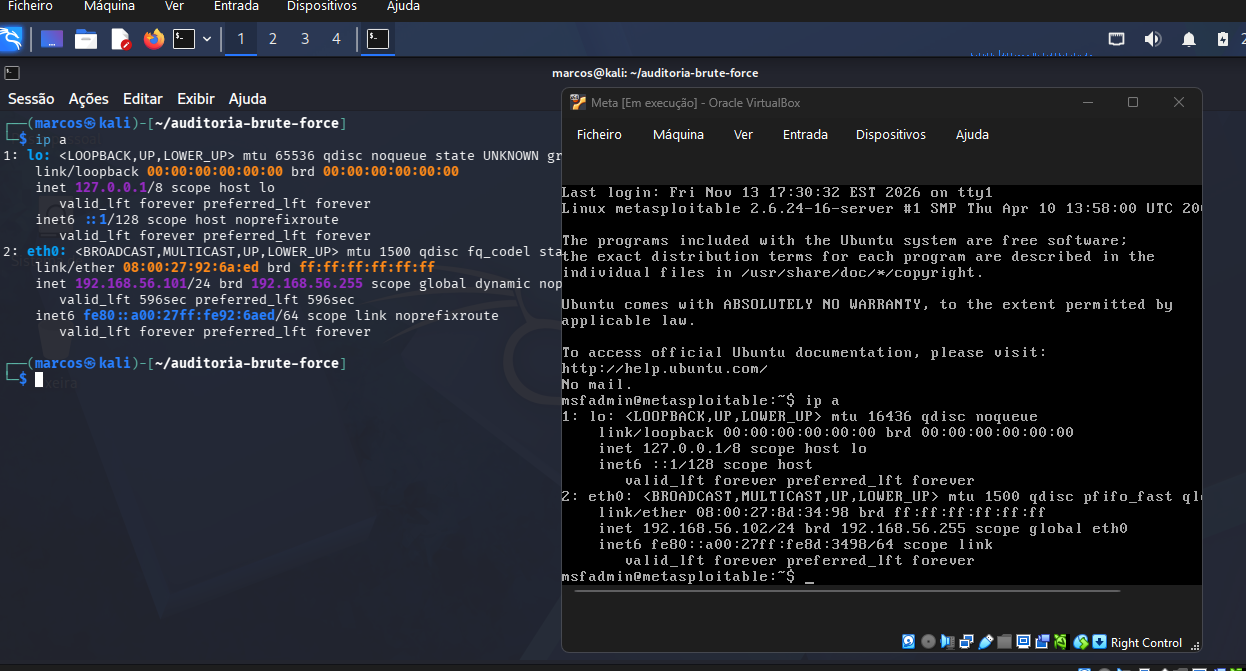 Ficheiro Máquina Ver Entrada Dispositivos Ajuda
1 2 3 4
marcos@kali: ~/auditoria-brute-force
Sessão Ações Editar Exibir Ajuda
┌──(marcos㉿kali)-[~/auditoria-brute-force]
└─$ ip a
1: lo: <LOOPBACK,UP,LOWER_UP> mtu 65536 qdisc noqueue state UNKNOWN gr
link/loopback 00:00:00:00:00:00 brd 00:00:00:00:00:00
inet 127.0.0.1/8 scope host lo
valid_lft forever preferred_lft forever
inet6 ::1/128 scope host noprefixroute
valid_lft forever preferred_lft forever
2: eth0: <BROADCAST,MULTICAST,UP,LOWER_UP> mtu 1500 qdisc fq_codel sta
link/ether 08:00:27:92:6a:ed brd ff:ff:ff:ff:ff:ff
inet 192.168.56.101/24 brd 192.168.56.255 scope global dynamic nop
valid_lft 596sec preferred_lft 596sec
inet6 fe80::a00:27ff:fe92:6aed/64 scope link noprefixroute
valid_lft forever preferred_lft forever
┌──(marcos㉿kali)-[~/auditoria-brute-force]
└─$
Meta [Em execução] - Oracle VirtualBox
Ficheiro Máquina Ver Entrada Dispositivos Ajuda
Last login: Fri Nov 13 17:30:32 EST 2026 on tty1
Linux metasploitable 2.6.24-16-server #1 SMP Thu Apr 10 13:58:00 UTC 200
The programs included with the Ubuntu system are free software;
the exact distribution terms for each program are described in the
individual files in /usr/share/doc/*/copyright.
Ubuntu comes with ABSOLUTELY NO WARRANTY, to the extent permitted by
applicable law.
To access official Ubuntu documentation, please visit:
http://help.ubuntu.com/
No mail.
msfadmin@metasploitable:~$ ip a
1: lo: <LOOPBACK,UP,LOWER_UP> mtu 16436 qdisc noqueue
link/loopback 00:00:00:00:00:00 brd 00:00:00:00:00:00
inet 127.0.0.1/8 scope host lo
inet6 ::1/128 scope host
valid_lft forever preferred_lft forever
2: eth0: <BROADCAST,MULTICAST,UP,LOWER_UP> mtu 1500 qdisc pfifo_fast qle
link/ether 08:00:27:8d:34:98 brd ff:ff:ff:ff:ff:ff
inet 192.168.56.102/24 brd 192.168.56.255 scope global eth0
inet6 fe80::a00:27ff:fe8d:3498/64 scope link
valid_lft forever preferred_lft forever
msfadmin@metasploitable:~$ _
Right Control